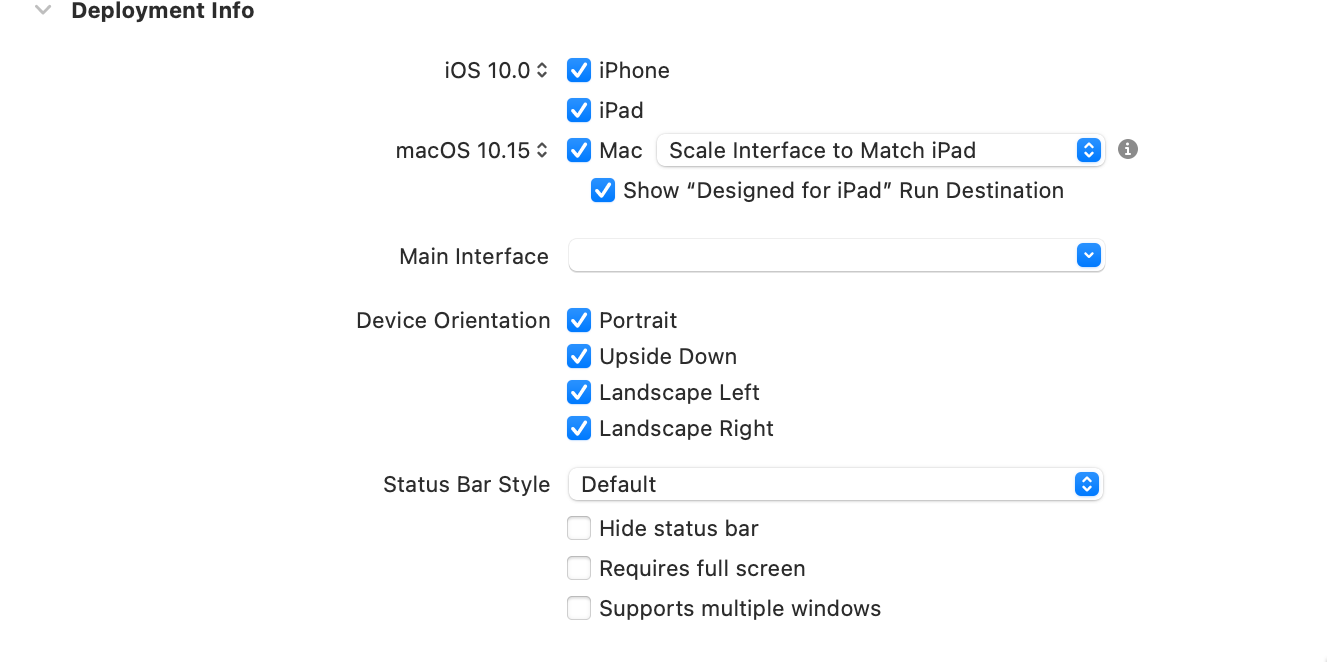 Deployment Info
iOS 10.0 iPhone
iPad
macOS 10.15 Mac Scale Interface to Match iPad
Show “Designed for iPad” Run Destination
Main Interface
Device Orientation Portrait
Upside Down
Landscape Left
Landscape Right
Status Bar Style Default
Hide status bar
Requires full screen
Supports multiple windows